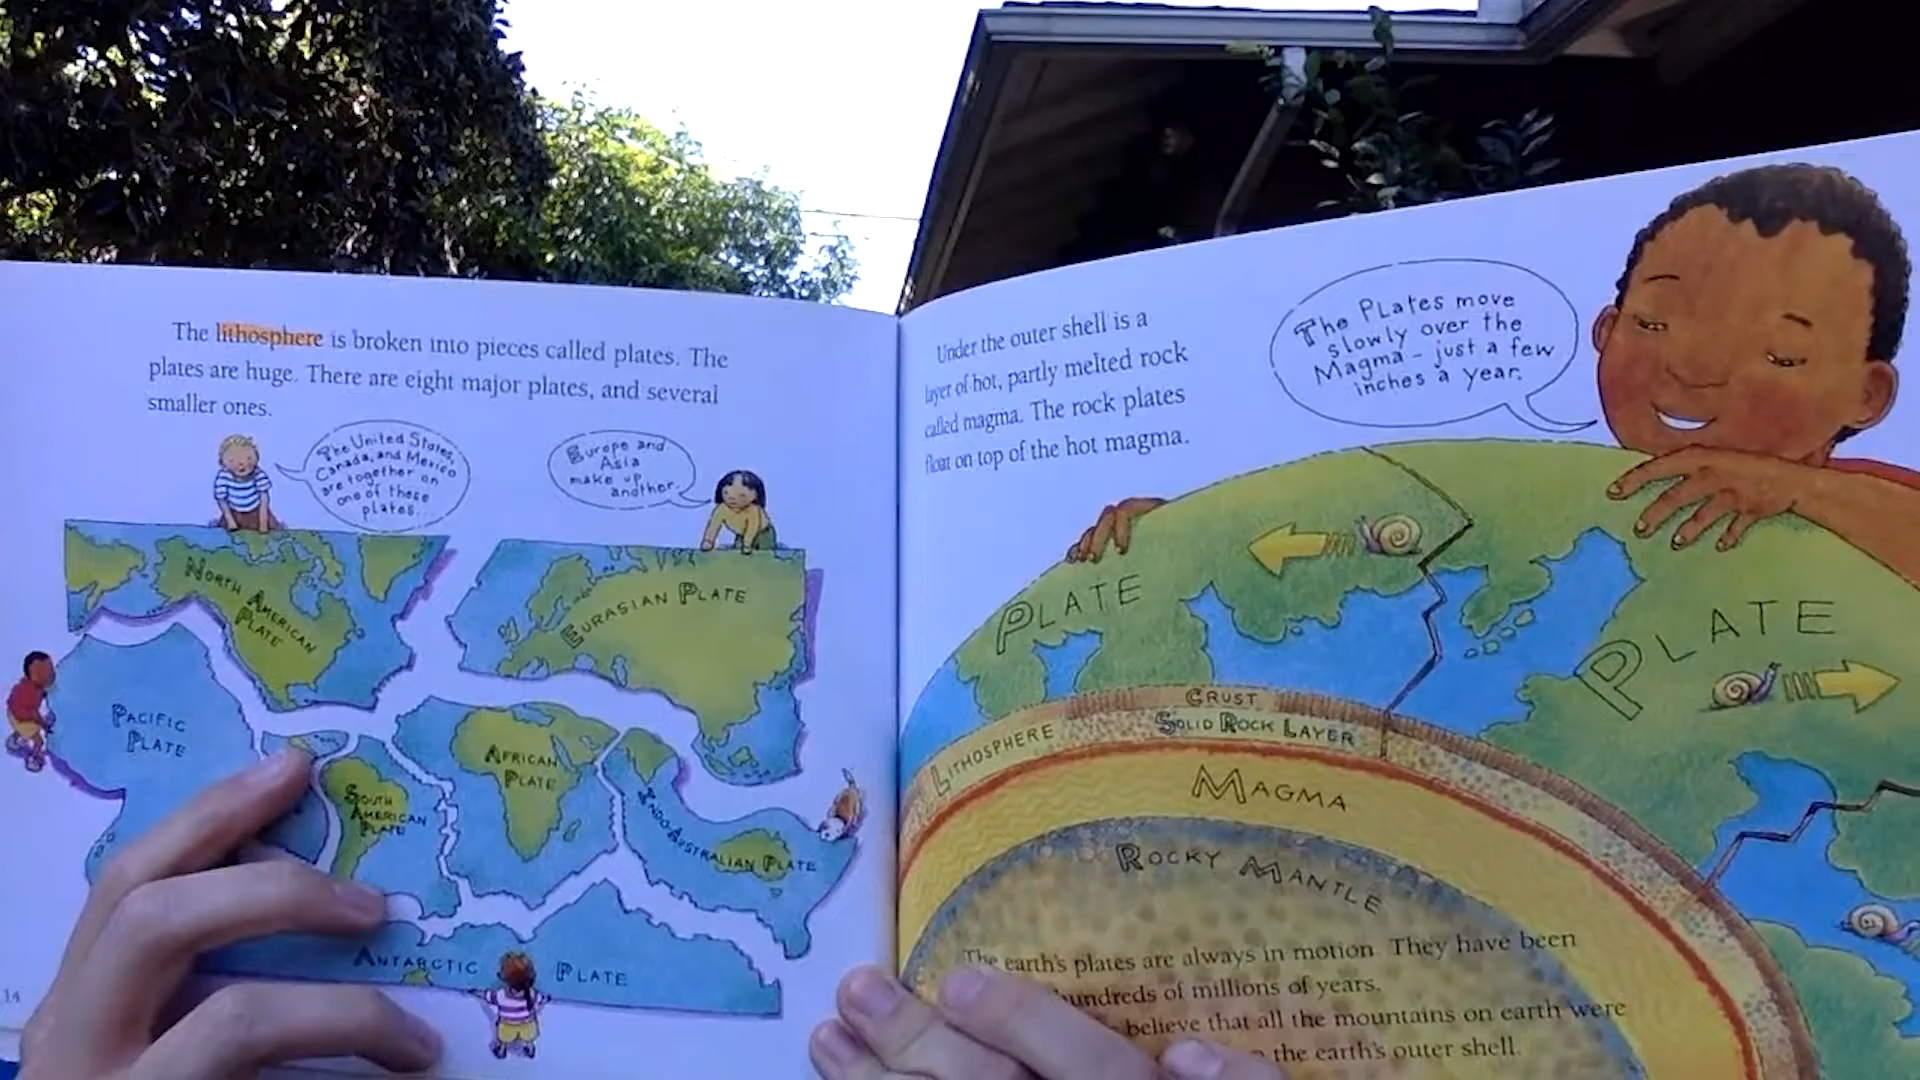 The lithosphere is broken into pieces called plates. The
plates are huge. There are eight major plates, and several
smaller ones.
The United States,
Canada, and Mexico
are together on
one of these
plates...
Europe and
Asia
make up
another.
NORTH AMERICAN
PLATE
EURASIAN PLATE
PACIFIC
PLATE
AFRICAN
PLATE
SOUTH
AMERICAN
PLATE
INDO-AUSTRALIAN PLATE
ANTARCTIC PLATE
14
Under the outer shell is a
layer of hot, partly melted rock
called magma. The rock plates
float on top of the hot magma.
The Plates move
slowly over the
Magma – just a few
inches a year.
PLATE
PLATE
CRUST
LITHOSPHERE
SOLID ROCK LAYER
MAGMA
ROCKY MANTLE
The earth's plates are always in motion. They have been
hundreds of millions of years.
believe that all the mountains on earth were
the earth's outer shell.